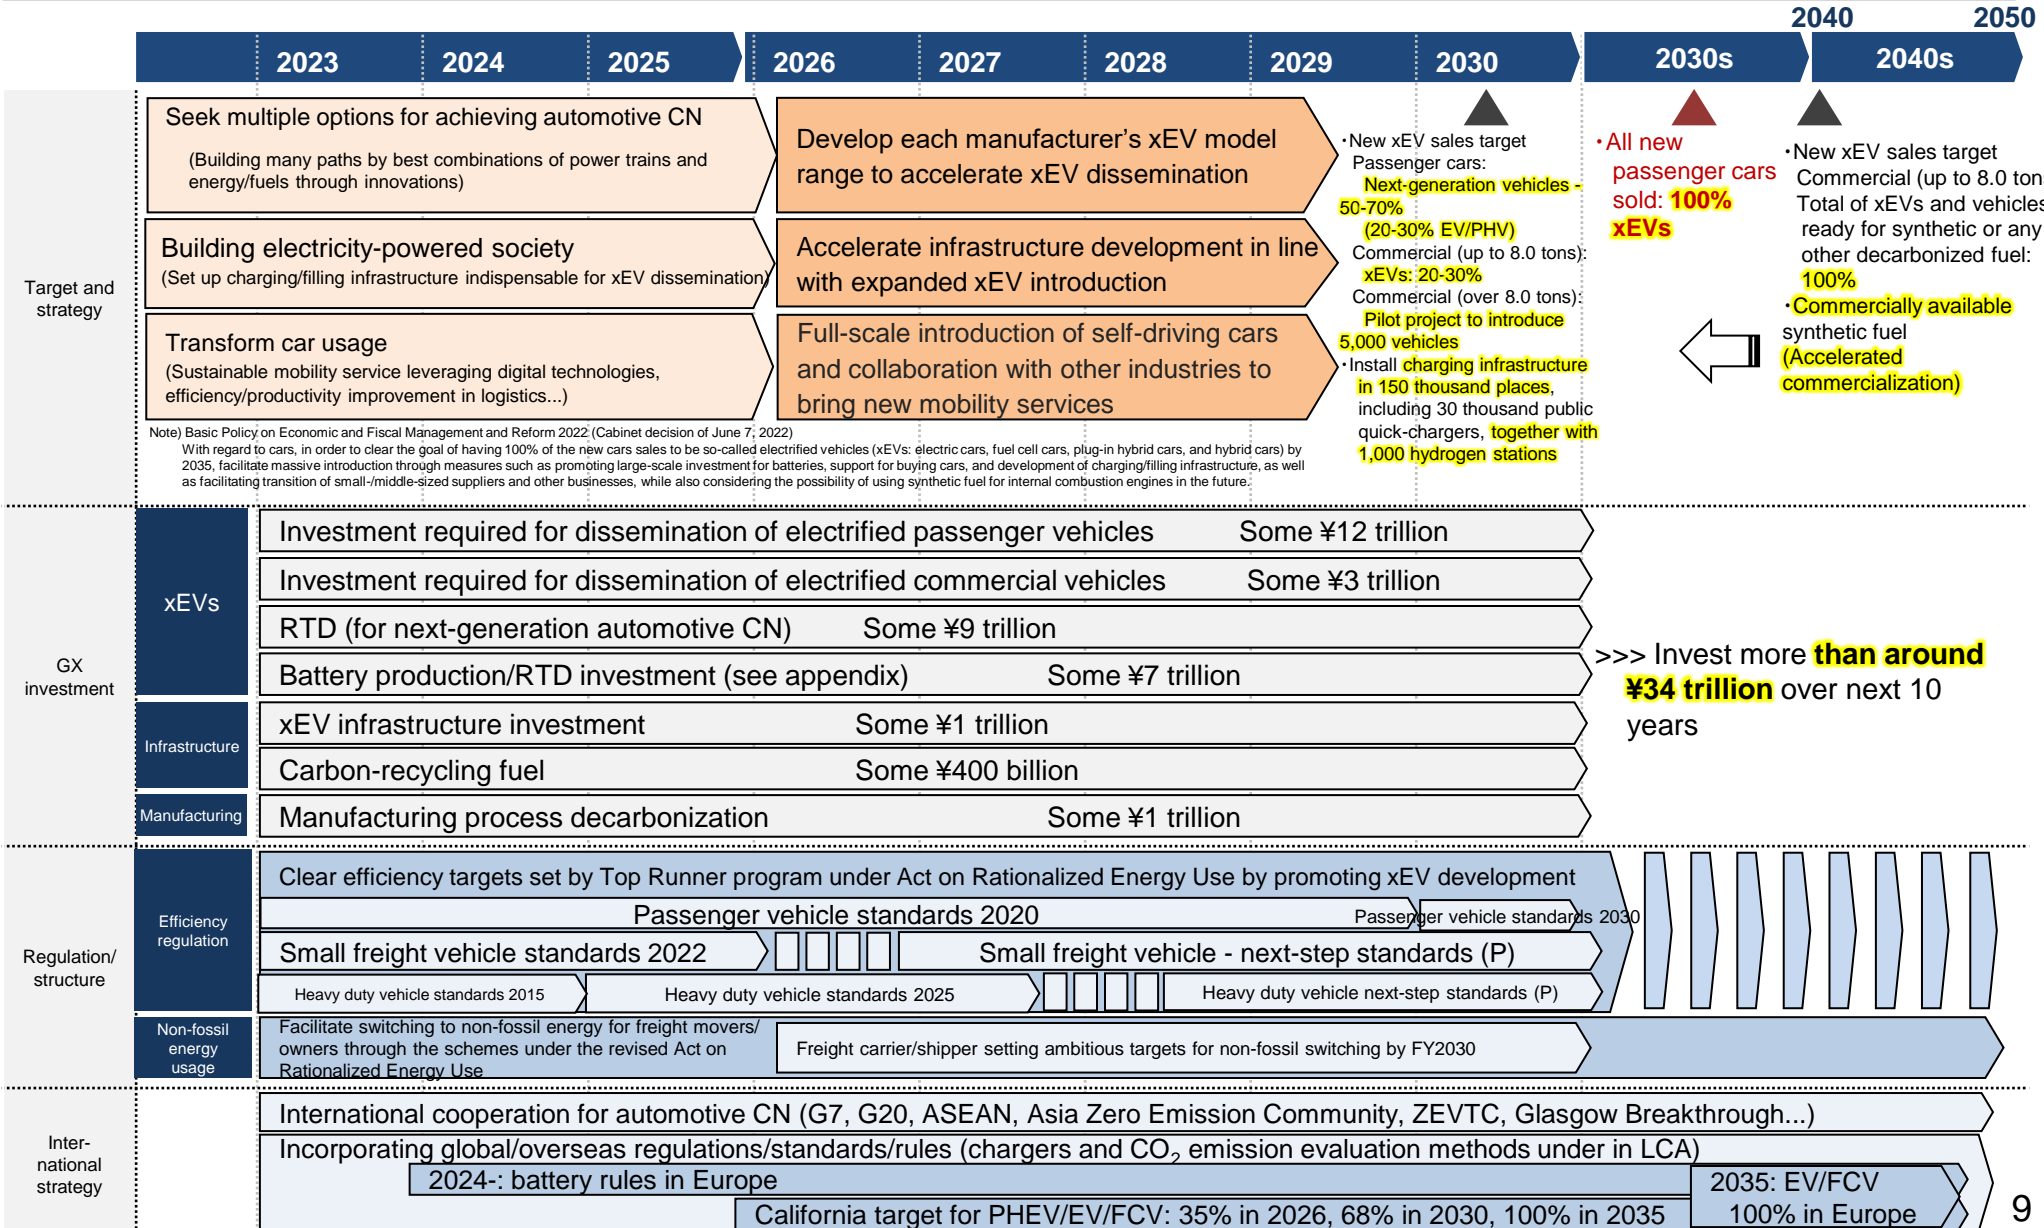 2040
2050
2023
2024
2025
2026
2027
2028
2029
2030
2030s
2040s
Target and
strategy
Seek multiple options for achieving automotive CN
(Building many paths by best combinations of power trains and
energy/fuels through innovations)
Develop each manufacturer's xEV model
range to accelerate xEV dissemination
Building electricity-powered society
(Set up charging/filling infrastructure indispensable for xEV dissemination)
Accelerate infrastructure development in line
with expanded xEV introduction
Transform car usage
(Sustainable mobility service leveraging digital technologies,
efficiency/productivity improvement in logistics...)
Full-scale introduction of self-driving cars
and collaboration with other industries to
bring new mobility services
・New xEV sales target
Passenger cars:
Next-generation vehicles -
50-70%
(20-30% EV/PHV)
Commercial (up to 8.0 tons):
xEVs: 20-30%
Commercial (over 8.0 tons):
Pilot project to introduce
5,000 vehicles
・Install charging infrastructure
in 150 thousand places,
including 30 thousand public
quick-chargers, together with
1,000 hydrogen stations
・All new
passenger cars
sold: 100%
xEVs
・New xEV sales target
Commercial (up to 8.0 ton
Total of xEVs and vehicles
ready for synthetic or any
other decarbonized fuel:
100%
・Commercially available
synthetic fuel
(Accelerated
commercialization)
Note) Basic Policy on Economic and Fiscal Management and Reform 2022 (Cabinet decision of June 7, 2022)
With regard to cars, in order to clear the goal of having 100% of the new cars sales to be so-called electrified vehicles (xEVs: electric cars, fuel cell cars, plug-in hybrid cars, and hybrid cars) by
2035, facilitate massive introduction through measures such as promoting large-scale investment for batteries, support for buying cars, and development of charging/filling infrastructure, as well
as facilitating transition of small-/middle-sized suppliers and other businesses, while also considering the possibility of using synthetic fuel for internal combustion engines in the future.
GX
investment
xEVs
Investment required for dissemination of electrified passenger vehicles Some ¥12 trillion
Investment required for dissemination of electrified commercial vehicles Some ¥3 trillion
RTD (for next-generation automotive CN) Some ¥9 trillion
Battery production/RTD investment (see appendix) Some ¥7 trillion
Infrastructure
xEV infrastructure investment Some ¥1 trillion
Carbon-recycling fuel Some ¥400 billion
Manufacturing
Manufacturing process decarbonization Some ¥1 trillion
>>> Invest more than around
¥34 trillion over next 10
years
Regulation/
structure
Efficiency
regulation
Clear efficiency targets set by Top Runner program under Act on Rationalized Energy Use by promoting xEV development
Passenger vehicle standards 2020
Passenger vehicle standards 2030
Small freight vehicle standards 2022
Small freight vehicle - next-step standards (P)
Heavy duty vehicle standards 2015
Heavy duty vehicle standards 2025
Heavy duty vehicle next-step standards (P)
Non-fossil
energy
usage
Facilitate switching to non-fossil energy for freight movers/
owners through the schemes under the revised Act on
Rationalized Energy Use
Freight carrier/shipper setting ambitious targets for non-fossil switching by FY2030
Inter-
national
strategy
International cooperation for automotive CN (G7, G20, ASEAN, Asia Zero Emission Community, ZEVTC, Glasgow Breakthrough...)
Incorporating global/overseas regulations/standards/rules (chargers and CO₂ emission evaluation methods under in LCA)
2024-: battery rules in Europe
2035: EV/FCV
100% in Europe
California target for PHEV/EV/FCV: 35% in 2026, 68% in 2030, 100% in 2035
9